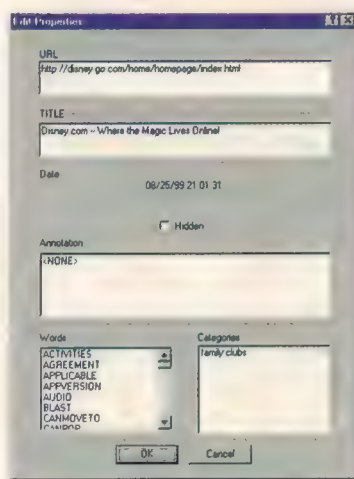 Edit Properties
URL
http://disney.go.com/home/homepage/index.html
TITLE
Disney.com -- Where the Magic Lives Online!
Date
08/25/99 21 01 31
Hidden
Annotation
<NONE>
Words
ACTIVITIES
AGREEMENT
APPLICABLE
APPVERSION
AUDIO
BLAST
CANMOVETO
Categories
family clubs
OK
Cancel